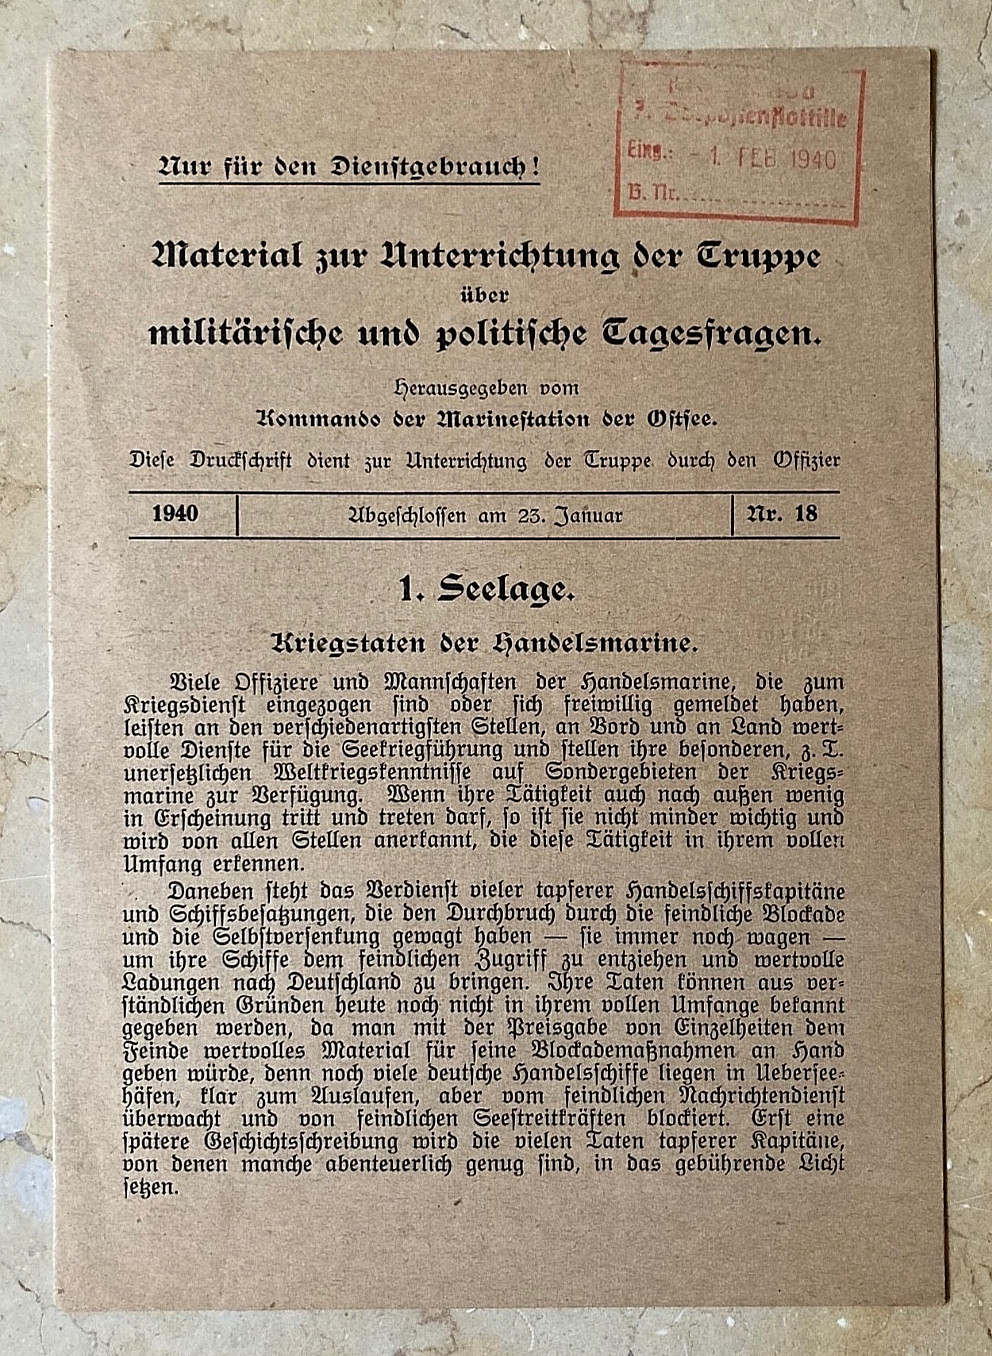 7. Vorpostenflottille
Eing.: - 1. FEB 1940
B. Nr.
Nur für den Dienstgebrauch!
Material zur Unterrichtung der Truppe
über
militärische und politische Tagesfragen.
Herausgegeben vom
Kommando der Marinestation der Ostsee.
Diese Druckschrift dient zur Unterrichtung der Truppe durch den Offizier
1940 Abgeschlossen am 23. Januar Nr. 18
1. Seelage.
Kriegstaten der Handelsmarine.
Viele Offiziere und Mannschaften der Handelsmarine, die zum
Kriegsdienst eingezogen sind oder sich freiwillig gemeldet haben,
leisten an den verschiedenartigsten Stellen, an Bord und an Land wert-
volle Dienste für die Seekriegführung und stellen ihre besonderen, z. T.
unersetzlichen Weltkriegskenntnisse auf Sondergebieten der Kriegs-
marine zur Verfügung. Wenn ihre Tätigkeit auch nach außen wenig
in Erscheinung tritt und treten darf, so ist sie nicht minder wichtig und
wird von allen Stellen anerkannt, die diese Tätigkeit in ihrem vollen
Umfang erkennen.
Daneben steht das Verdienst vieler tapferer Handelsschiffskapitäne
und Schiffsbesatzungen, die den Durchbruch durch die feindliche Blockade
und die Selbstversenkung gewagt haben — sie immer noch wagen —
um ihre Schiffe dem feindlichen Zugriff zu entziehen und wertvolle
Ladungen nach Deutschland zu bringen. Ihre Taten können aus ver-
ständlichen Gründen heute noch nicht in ihrem vollen Umfange bekannt
gegeben werden, da man mit der Preisgabe von Einzelheiten dem
Feinde wertvolles Material für seine Blockademaßnahmen an Hand
geben würde, denn noch viele deutsche Handelsschiffe liegen in Uebersee-
häfen, klar zum Auslaufen, aber vom feindlichen Nachrichtendienst
überwacht und von feindlichen Seestreitkräften blockiert. Erst eine
spätere Geschichtsschreibung wird die vielen Taten tapferer Kapitäne,
von denen manche abenteuerlich genug sind, in das gebührende Licht
setzen.